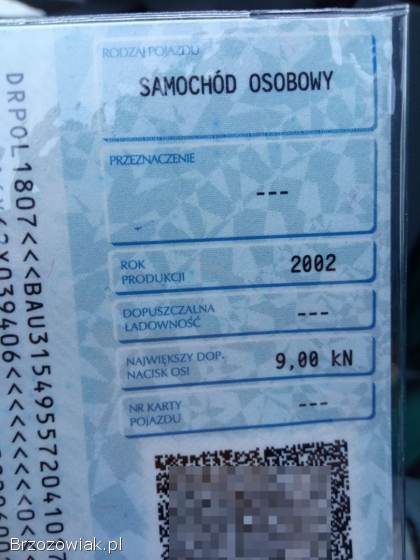 RODZAJ POJAZDU
SAMOCHÓD OSOBOWY
PRZEZNACZENIE
---
ROK
PRODUKCJI
2002
DOPUSZCZALNA
ŁADOWNOŚĆ
---
NAJWIĘKSZY DOP.
NACISK OSI
9,00 kN
NR KARTY
POJAZDU
---
DRPOL1807<<<BAU3154955720410
Brzozowiak.pl